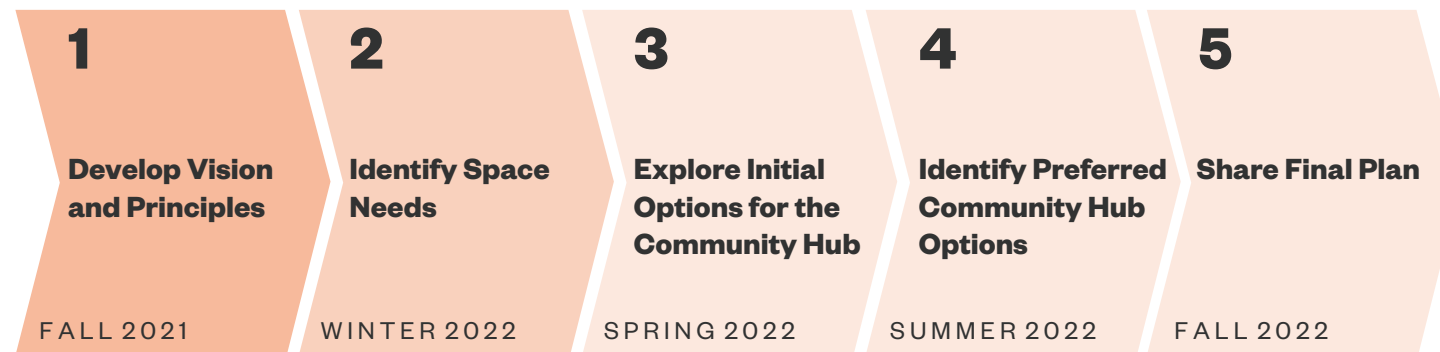 1
Develop Vision
and Principles
FALL 2021
2
Identify Space
Needs
WINTER 2022
3
Explore Initial
Options for the
Community Hub
SPRING 2022
4
Identify Preferred
Community Hub
Options
SUMMER 2022
5
Share Final Plan
FALL 2022